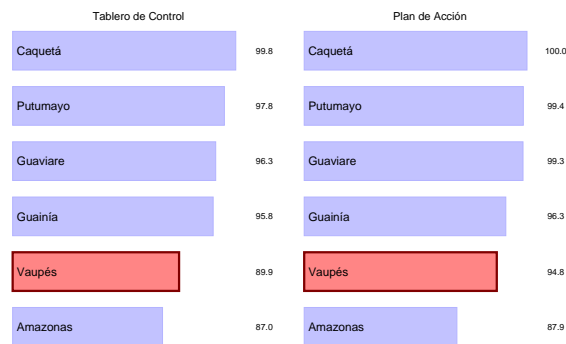 Tablero de Control
Caquetá 99.8
Putumayo 97.8
Guaviare 96.3
Guainía 95.8
Vaupés 89.9
Amazonas 87.0
Plan de Acción
Caquetá 100.0
Putumayo 99.4
Guaviare 99.3
Guainía 96.3
Vaupés 94.8
Amazonas 87.9